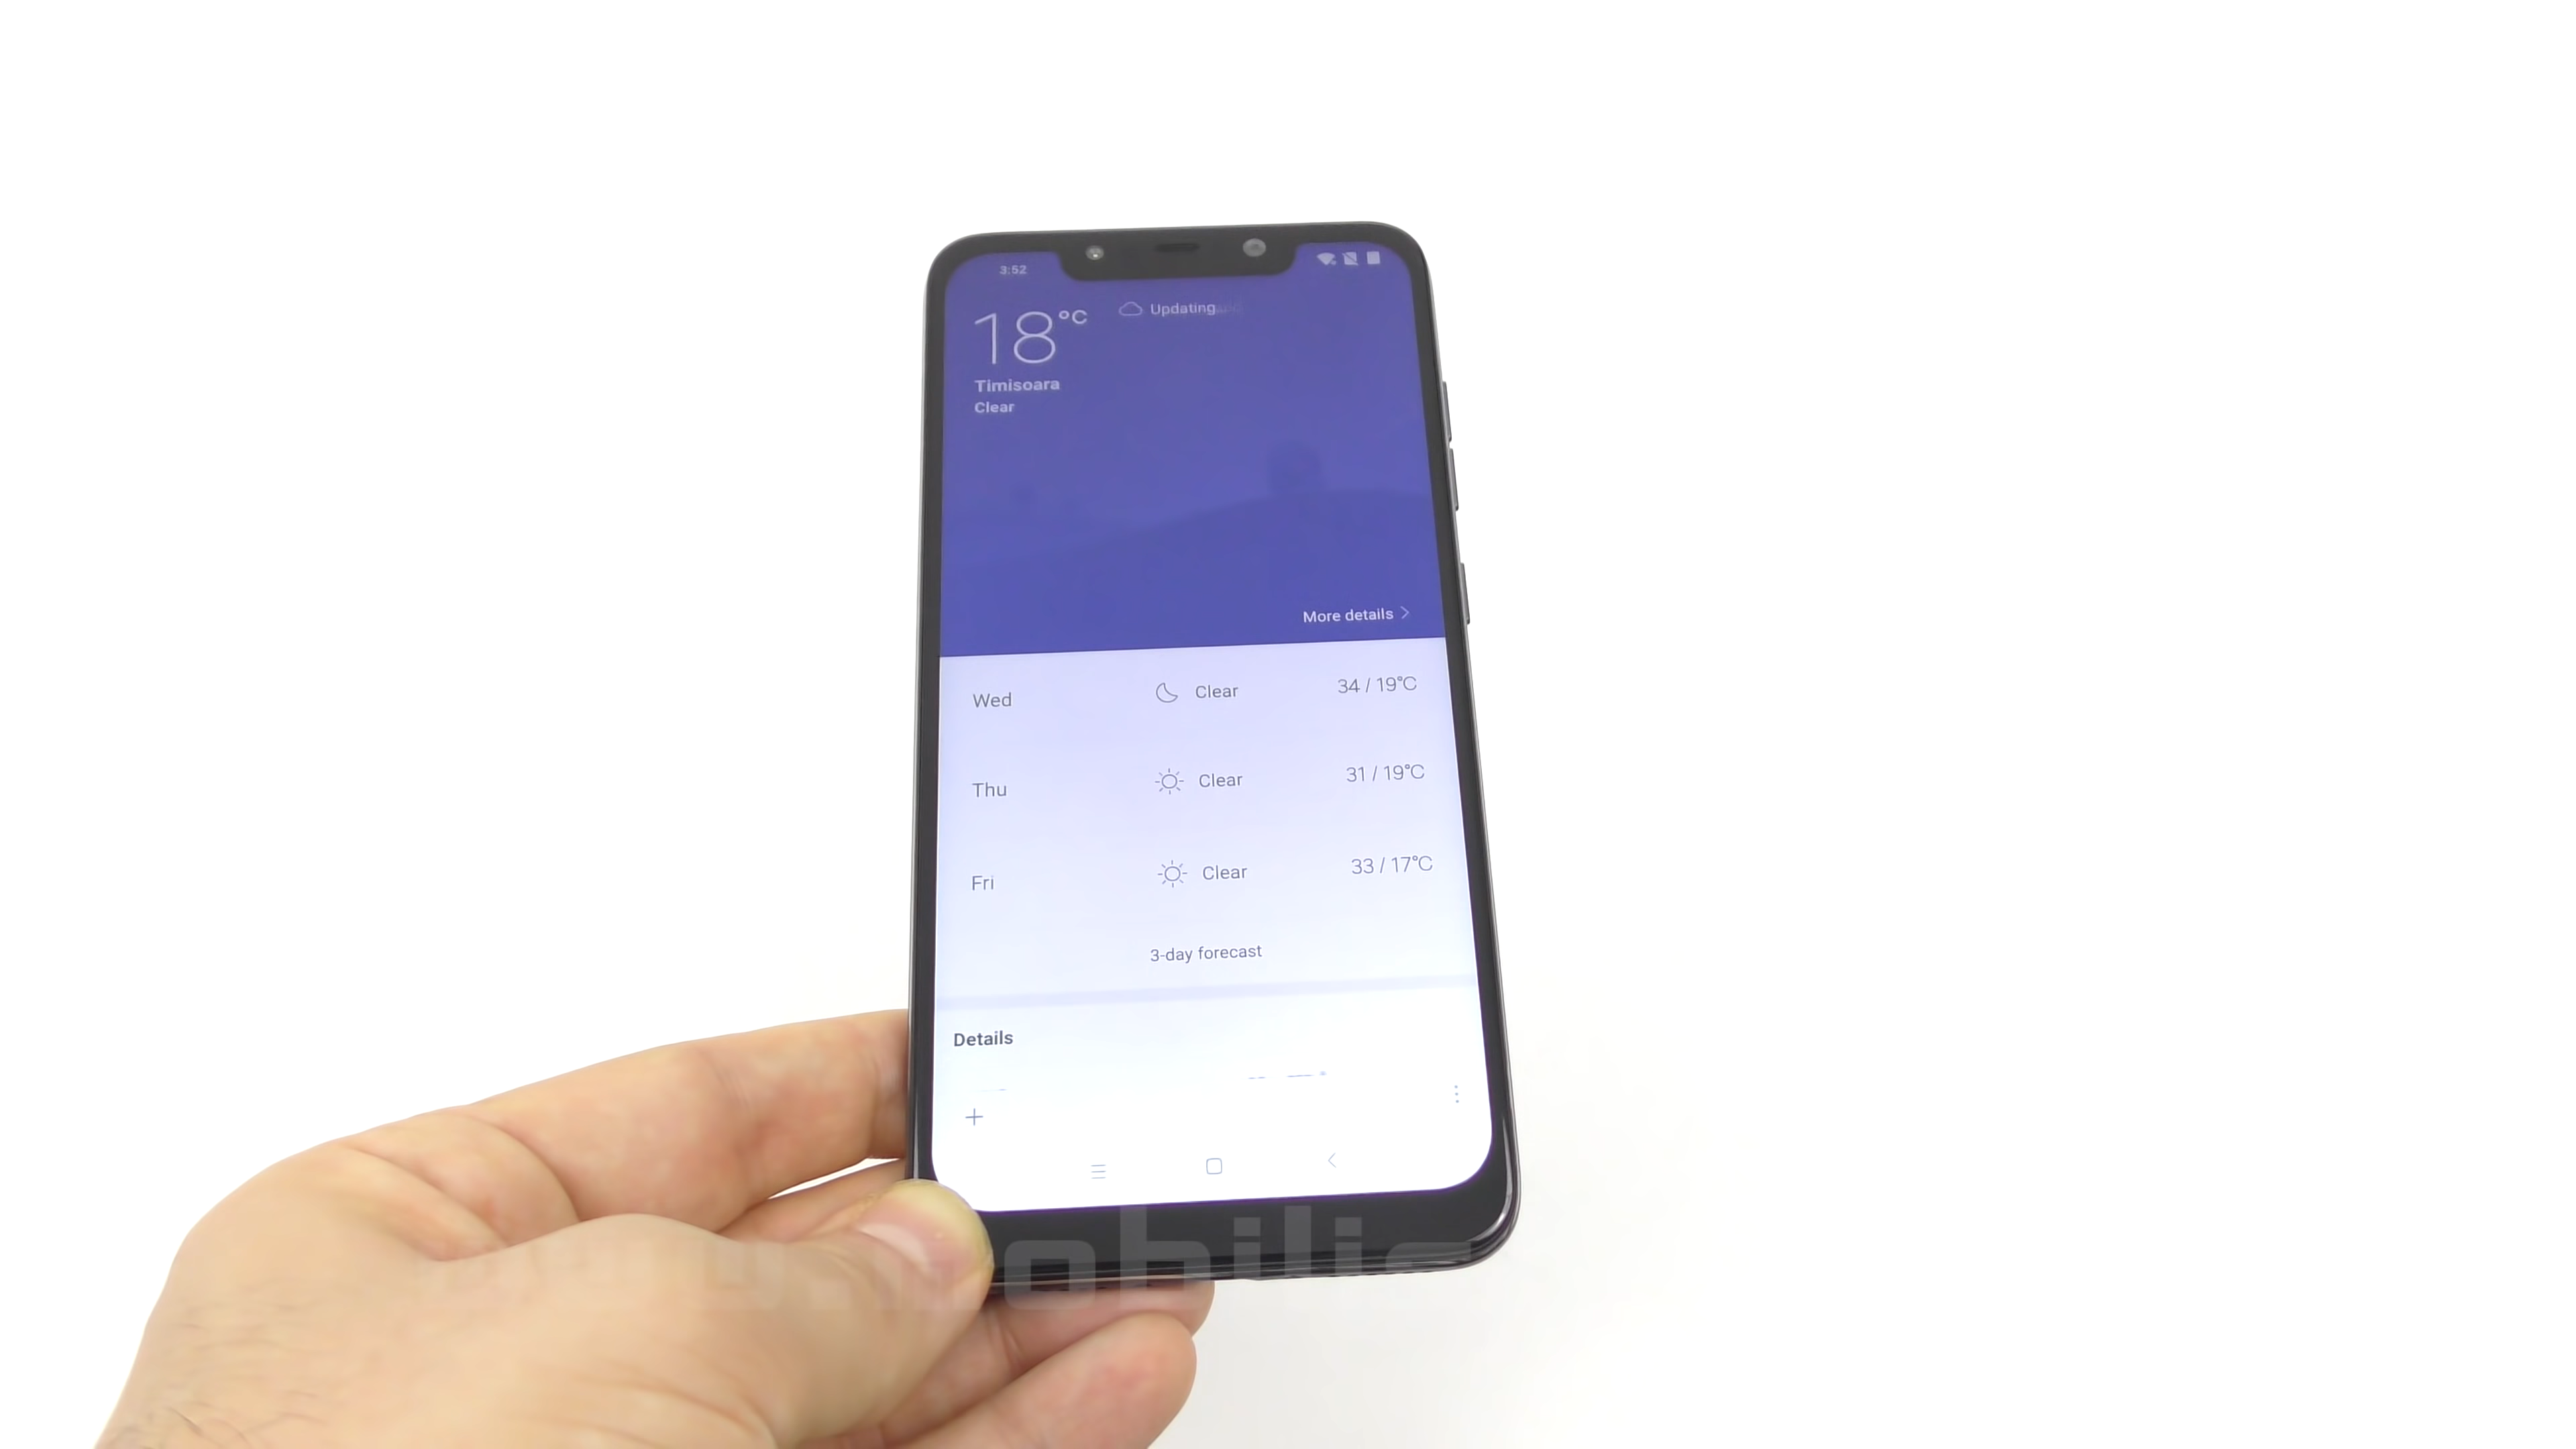 3:52
18°C
Updating
Timisoara
Clear
More details
Wed Clear 34 / 19°C
Thu Clear 31 / 19°C
Fri Clear 33 / 17°C
3-day forecast
Details